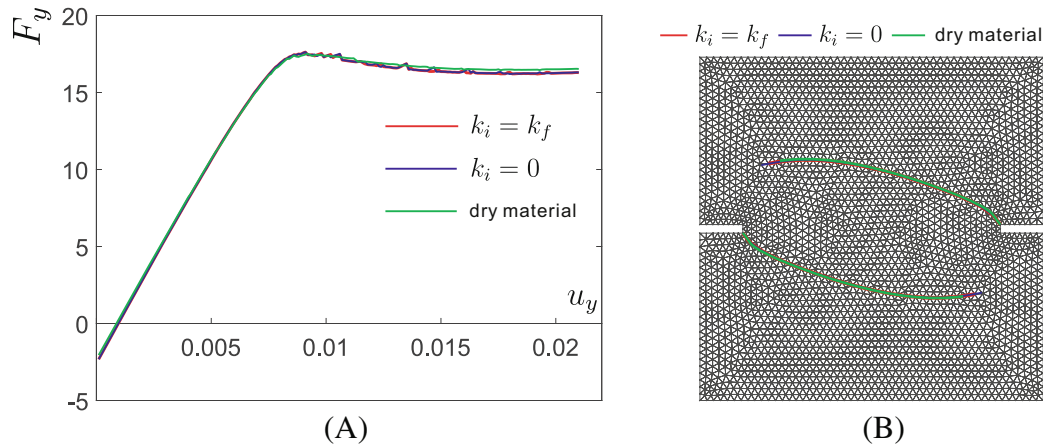 F_y
20
15
10
5
0
-5
0.005
0.01
0.015
0.02
u_y
k_i = k_f
k_i = 0
dry material
(A)
k_i = k_f k_i = 0 dry material
(B)